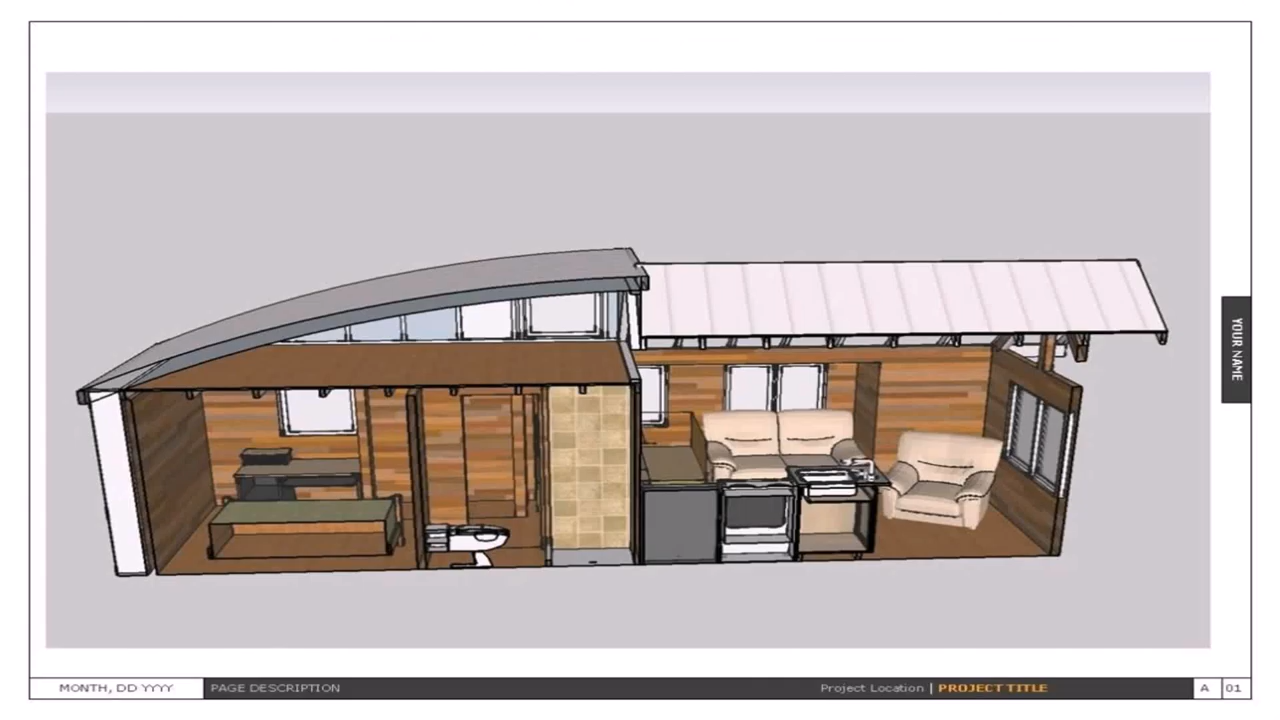 YOUR NAME
MONTH, DD YYYY
PAGE DESCRIPTION
Project Location | PROJECT TITLE
A
01